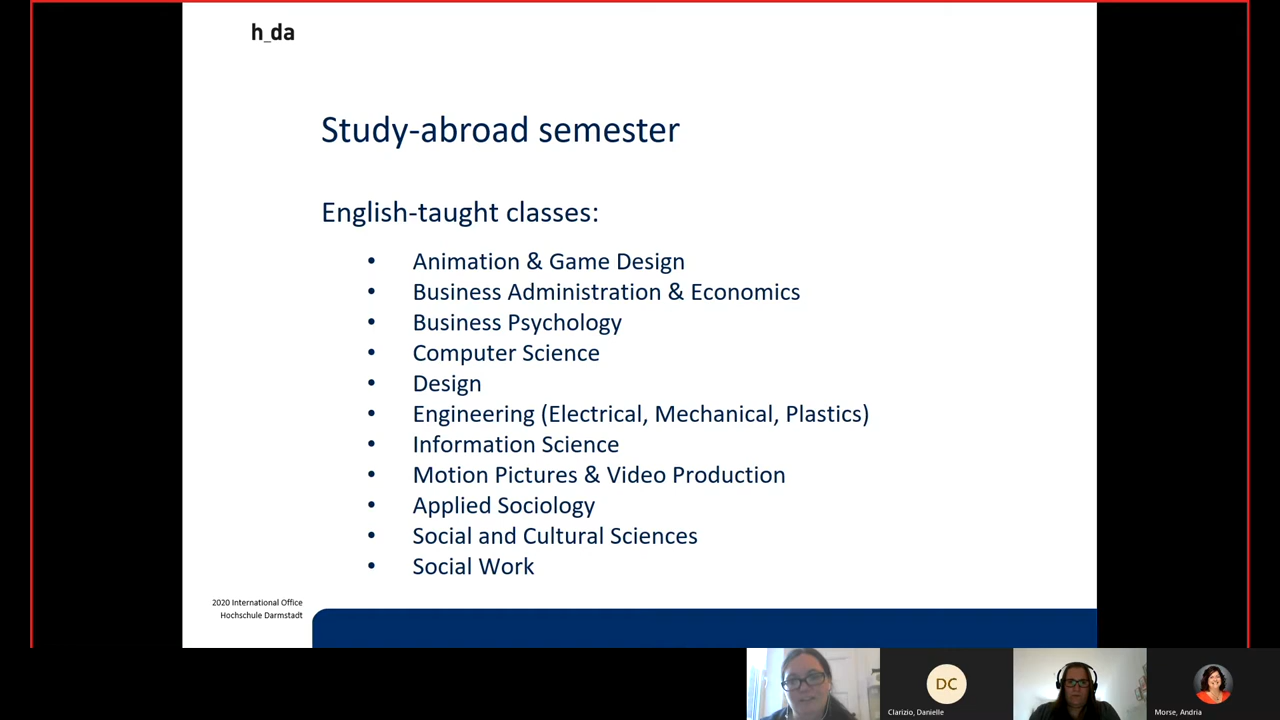 h_da
Study-abroad semester
English-taught classes:
• Animation & Game Design
• Business Administration & Economics
• Business Psychology
• Computer Science
• Design
• Engineering (Electrical, Mechanical, Plastics)
• Information Science
• Motion Pictures & Video Production
• Applied Sociology
• Social and Cultural Sciences
• Social Work
2020 International Office
Hochschule Darmstadt
DC
Clarizio, Danielle
Morse, Andria